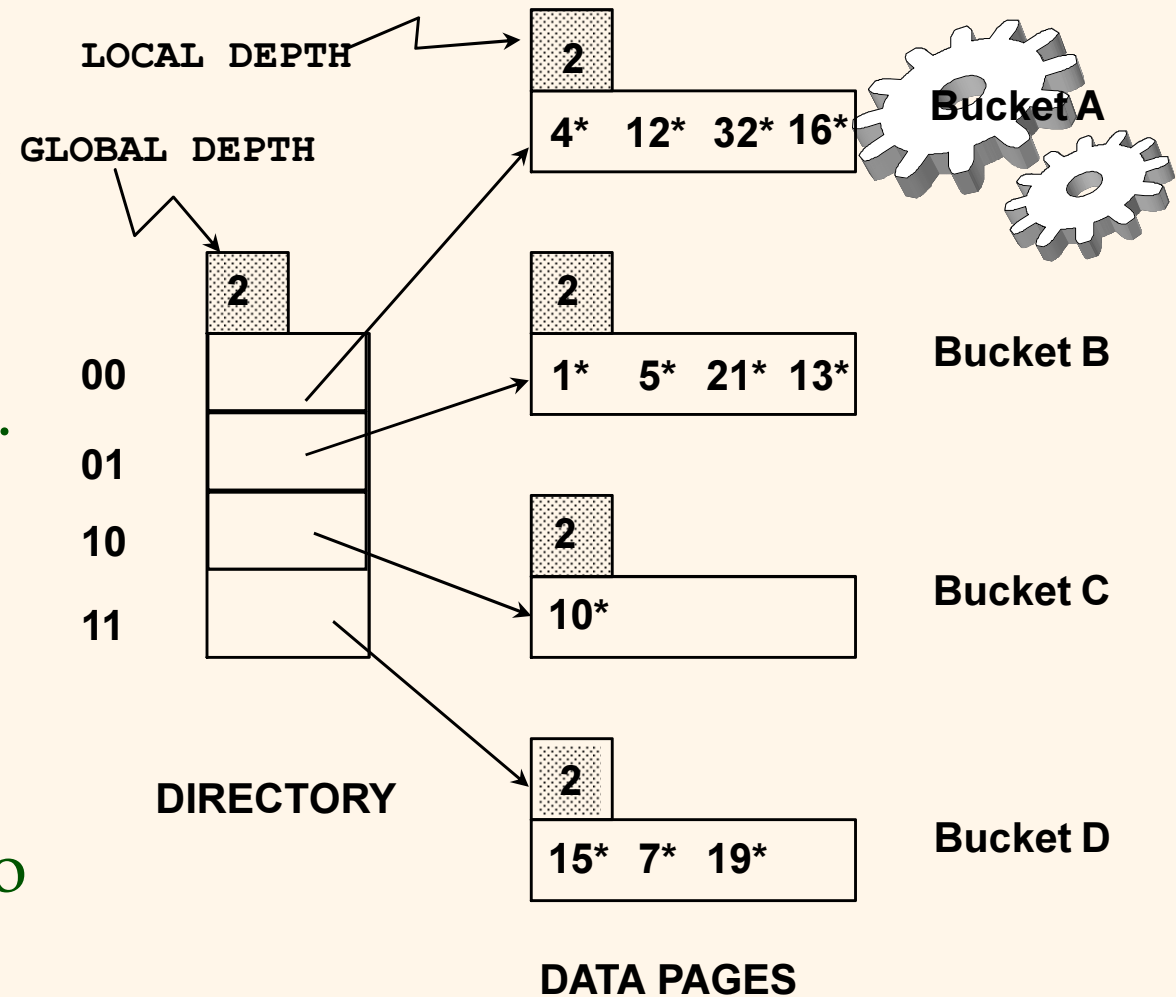 LOCAL DEPTH
2
Bucket A
4* 12* 32* 16*
GLOBAL DEPTH
2
2
Bucket B
00
1* 5* 21* 13*
.
01
2
10
Bucket C
10*
11
2
DIRECTORY
Bucket D
15* 7* 19*
o
DATA PAGES